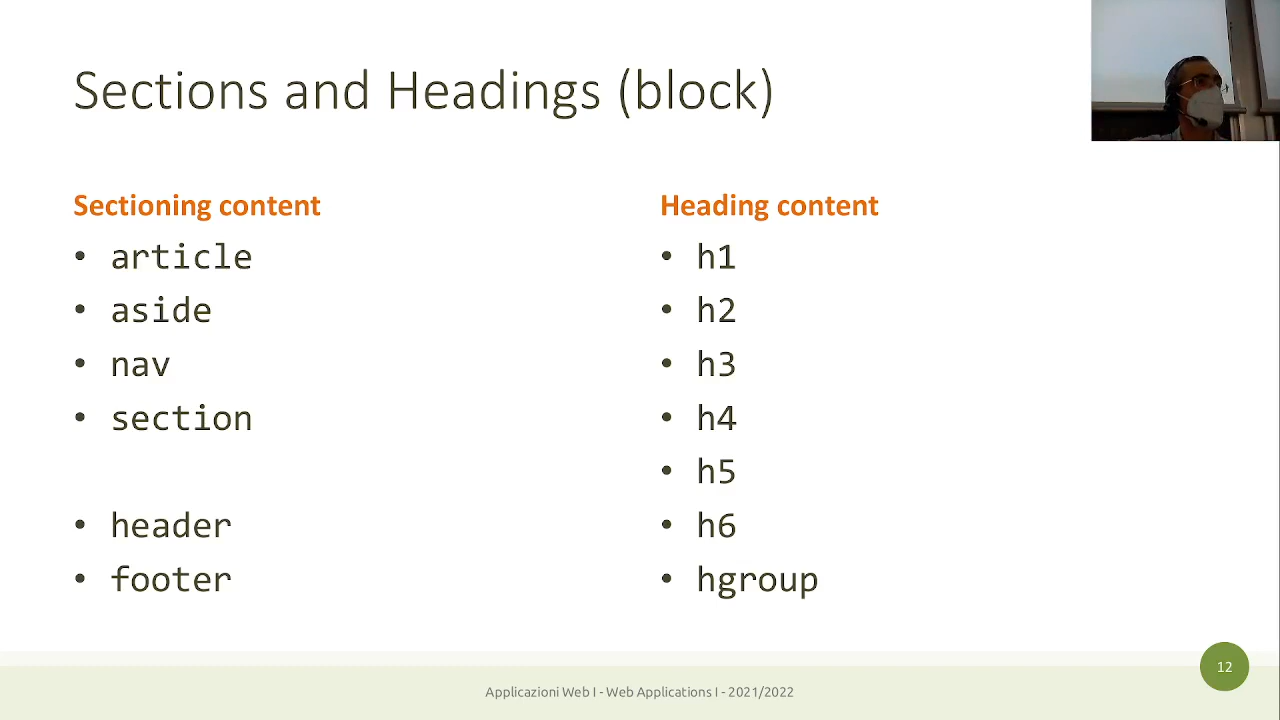 Sections and Headings (block)
Sectioning content
• article
• aside
• nav
• section
• header
• footer
Heading content
• h1
• h2
• h3
• h4
• h5
• h6
• hgroup
12
Applicazioni Web I - Web Applications I - 2021/2022